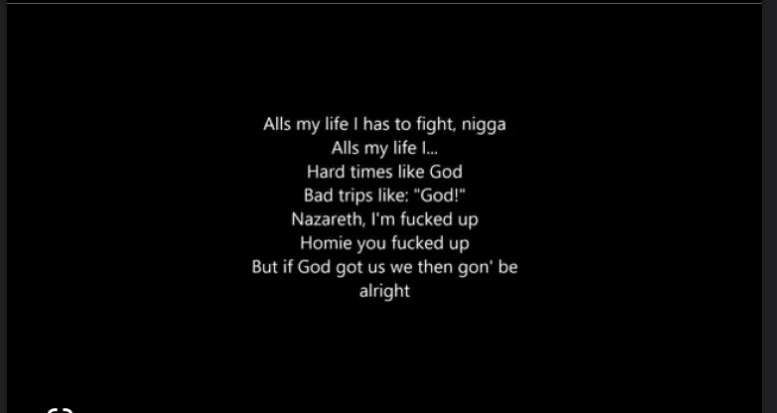 Alls my life I has to fight, nigga
Alls my life I...
Hard times like God
Bad trips like: "God!"
Nazareth, I'm fucked up
Homie you fucked up
But if God got us we then gon' be
alright